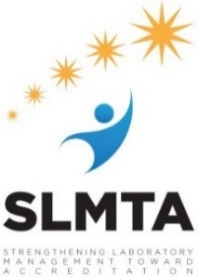 SLMTA
STRENGTHENING LABORATORY
MANAGEMENT TOWARD
ACCREDITATION